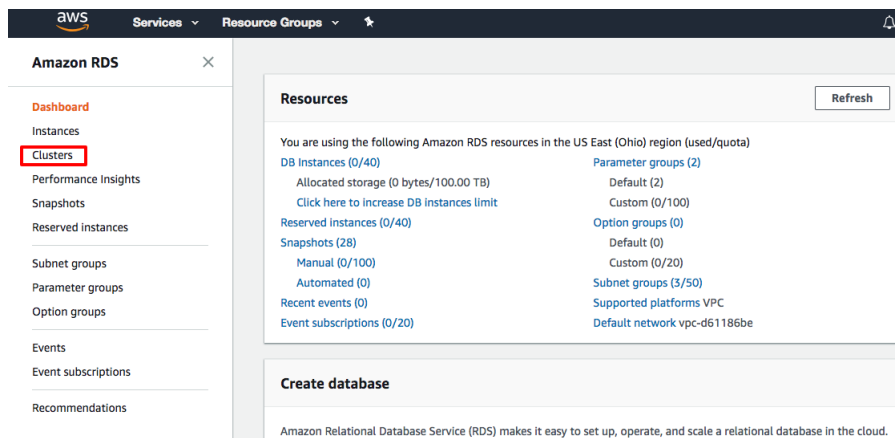 aws Services Resource Groups
Amazon RDS
Dashboard
Instances
Clusters
Performance Insights
Snapshots
Reserved instances
Subnet groups
Parameter groups
Option groups
Events
Event subscriptions
Recommendations
Resources
Refresh
You are using the following Amazon RDS resources in the US East (Ohio) region (used/quota)
DB Instances (0/40)
Allocated storage (0 bytes/100.00 TB)
Click here to increase DB instances limit
Reserved instances (0/40)
Snapshots (28)
Manual (0/100)
Automated (0)
Recent events (0)
Event subscriptions (0/20)
Parameter groups (2)
Default (2)
Custom (0/100)
Option groups (0)
Default (0)
Custom (0/20)
Subnet groups (3/50)
Supported platforms VPC
Default network vpc-d61186be
Create database
Amazon Relational Database Service (RDS) makes it easy to set up, operate, and scale a relational database in the cloud.